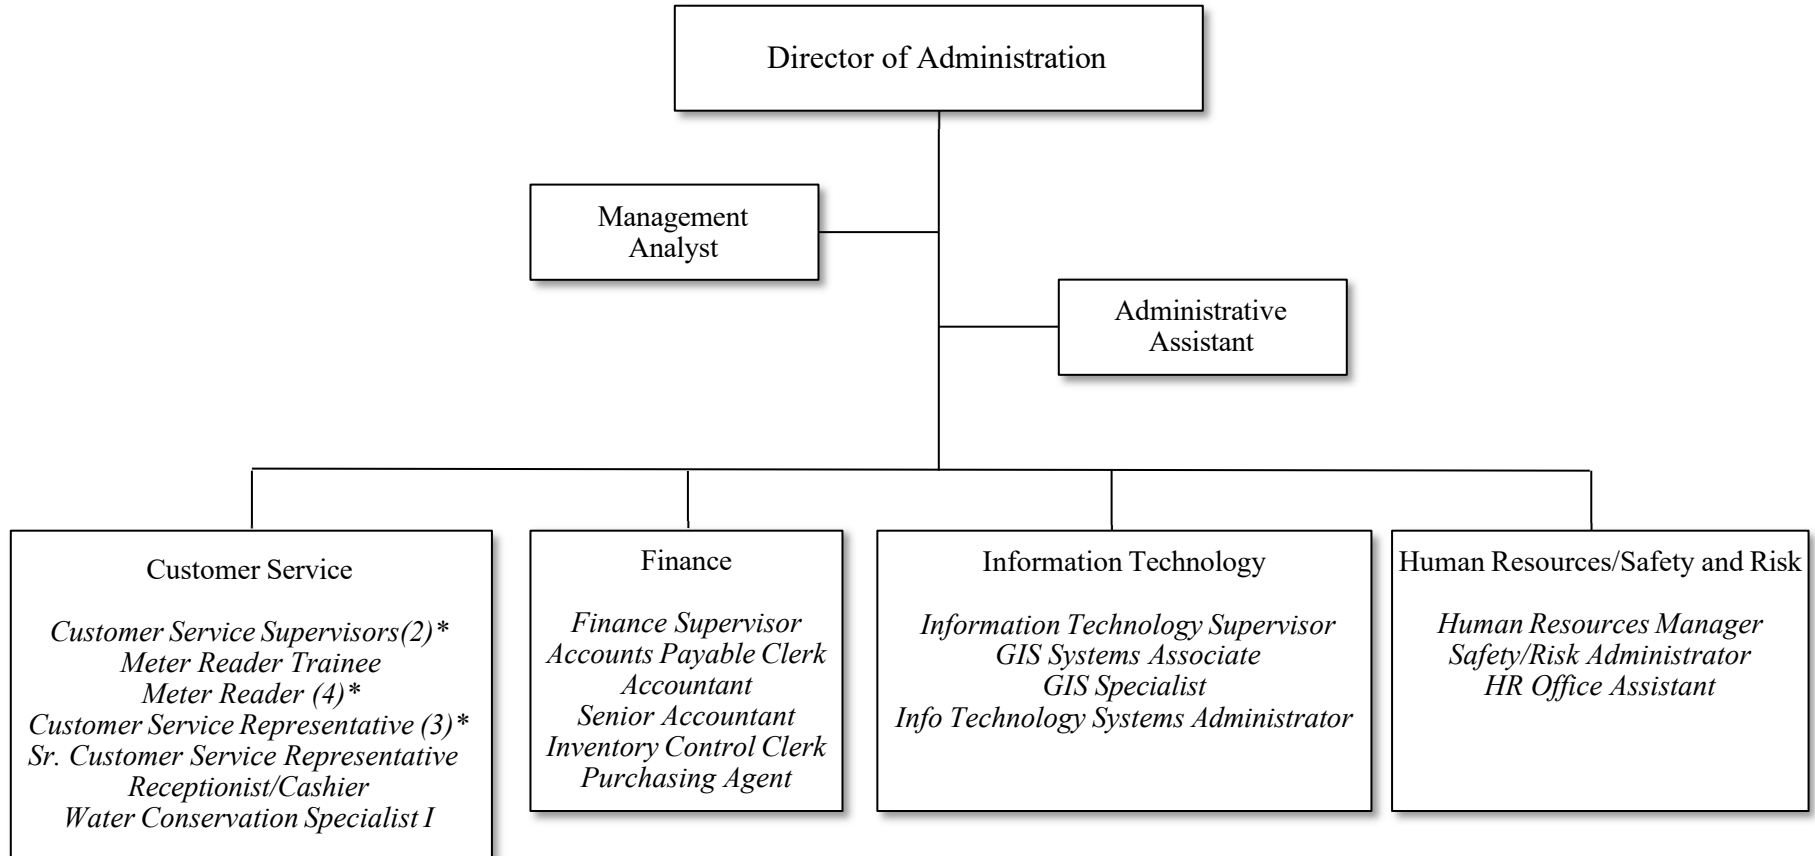 Director of Administration
Management
Analyst
Administrative
Assistant
Customer Service
Customer Service Supervisors(2)*
Meter Reader Trainee
Meter Reader (4)*
Customer Service Representative (3)*
Sr. Customer Service Representative
Receptionist/Cashier
Water Conservation Specialist I
Finance
Finance Supervisor
Accounts Payable Clerk
Accountant
Senior Accountant
Inventory Control Clerk
Purchasing Agent
Information Technology
Information Technology Supervisor
GIS Systems Associate
GIS Specialist
Info Technology Systems Administrator
Human Resources/Safety and Risk
Human Resources Manager
Safety/Risk Administrator
HR Office Assistant